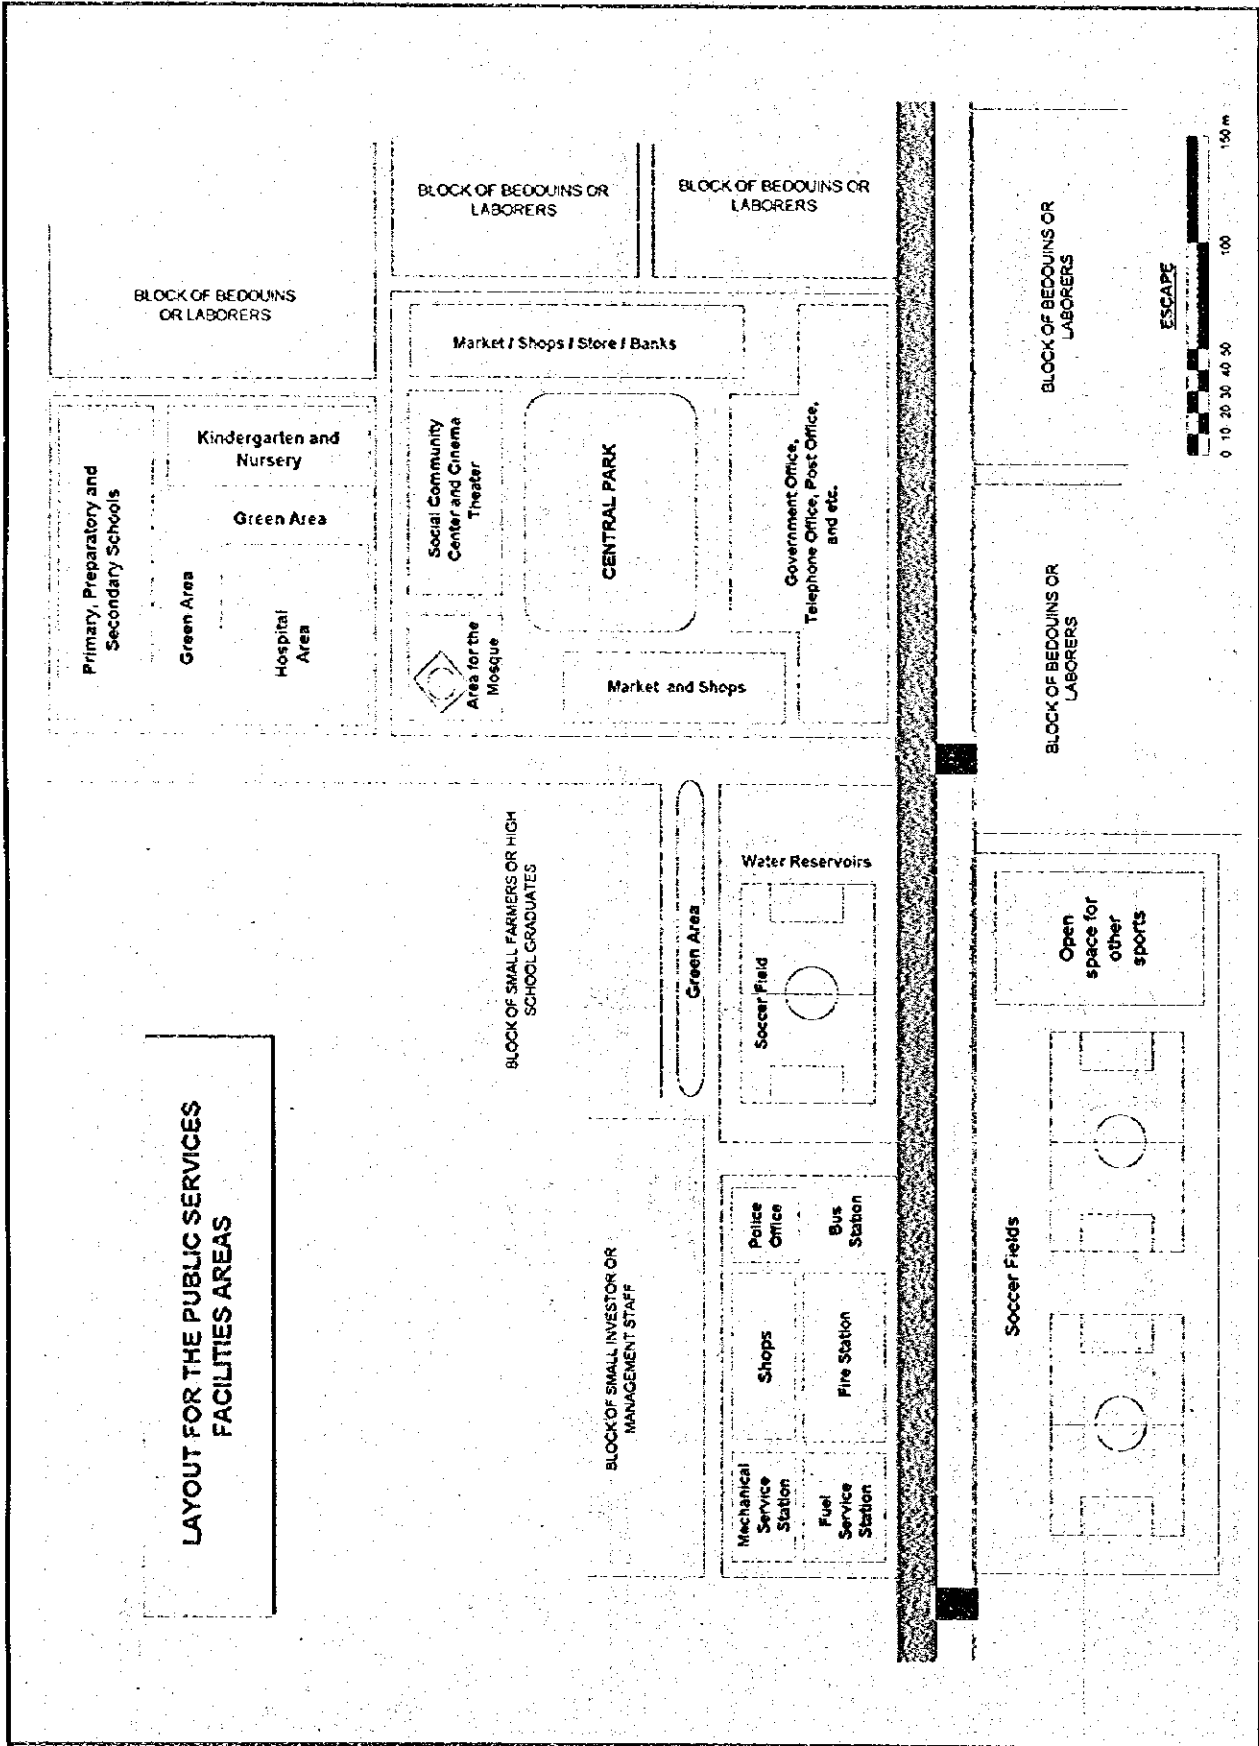 LAYOUT FOR THE PUBLIC SERVICES
FACILITIES AREAS
Primary, Preparatory and
Secondary Schools
Green Area
Hospital
Area
Green Area
Kindergarten and
Nursery
BLOCK OF BEDOUINS
OR LABORERS
BLOCK OF SMALL FARMERS OR HIGH
SCHOOL GRADUATES
Area for the
Mosque
Social Community
Center and Cinema
Theater
Market / Shops / Store / Banks
BLOCK OF BEDOUINS OR
LABORERS
CENTRAL PARK
Market and Shops
BLOCK OF BEDOUINS OR
LABORERS
Government Office,
Telephone Office, Post Office,
and etc.
BLOCK OF SMALL INVESTOR OR
MANAGEMENT STAFF
Green Area
Mechanical
Service
Station
Shops
Police
Office
Soccer Field
Water Reservoirs
Fuel
Service
Station
Fire Station
Bus
Station
Soccer Fields
Open
space for
other
sports
BLOCK OF BEDOUINS OR
LABORERS
BLOCK OF BEDOUINS OR
LABORERS
ESCAPE
0 10 20 30 40 50 100 150 m